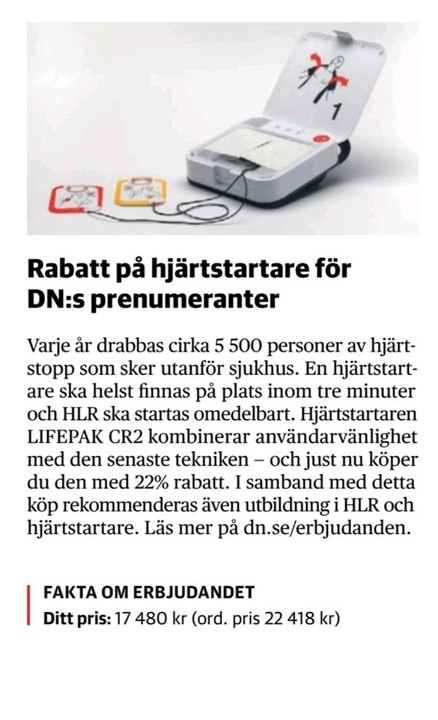 1
Rabatt på hjärtstartare för
DN:s prenumeranter
Varje år drabbas cirka 5 500 personer av hjärt-
stopp som sker utanför sjukhus. En hjärtstart-
are ska helst finnas på plats inom tre minuter
och HLR ska startas omedelbart. Hjärtstartaren
LIFEPAK CR2 kombinerar användarvänlighet
med den senaste tekniken – och just nu köper
du den med 22% rabatt. I samband med detta
köp rekommenderas även utbildning i HLR och
hjärtstartare. Läs mer på dn.se/erbjudanden.
FAKTA OM ERBJUDANDET
Ditt pris: 17 480 kr (ord. pris 22 418 kr)